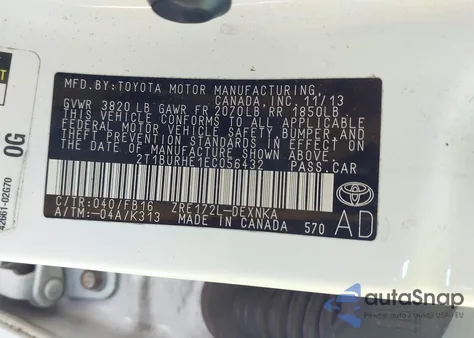 MFD.BY:TOYOTA MOTOR MANUFACTURING,
CANADA, INC. 11/13
GVWR 3820 LB GAWR FR 2070LB RR 1850LB
THIS VEHICLE CONFORMS TO ALL APPLICABLE
FEDERAL MOTOR VEHICLE SAFETY, BUMPER, AND
THEFT PREVENTION STANDARDS IN EFFECT ON
THE DATE OF MANUFACTURE SHOWN ABOVE.
2T1BURHE1EC056432 PASS.CAR
C/TR:040/FB16 ZRE172L-DEXNKA
A/TM:-04A/K313 MADE IN CANADA 570
AD
TOYOTA
T
0G
42661-02G70
autoSnap